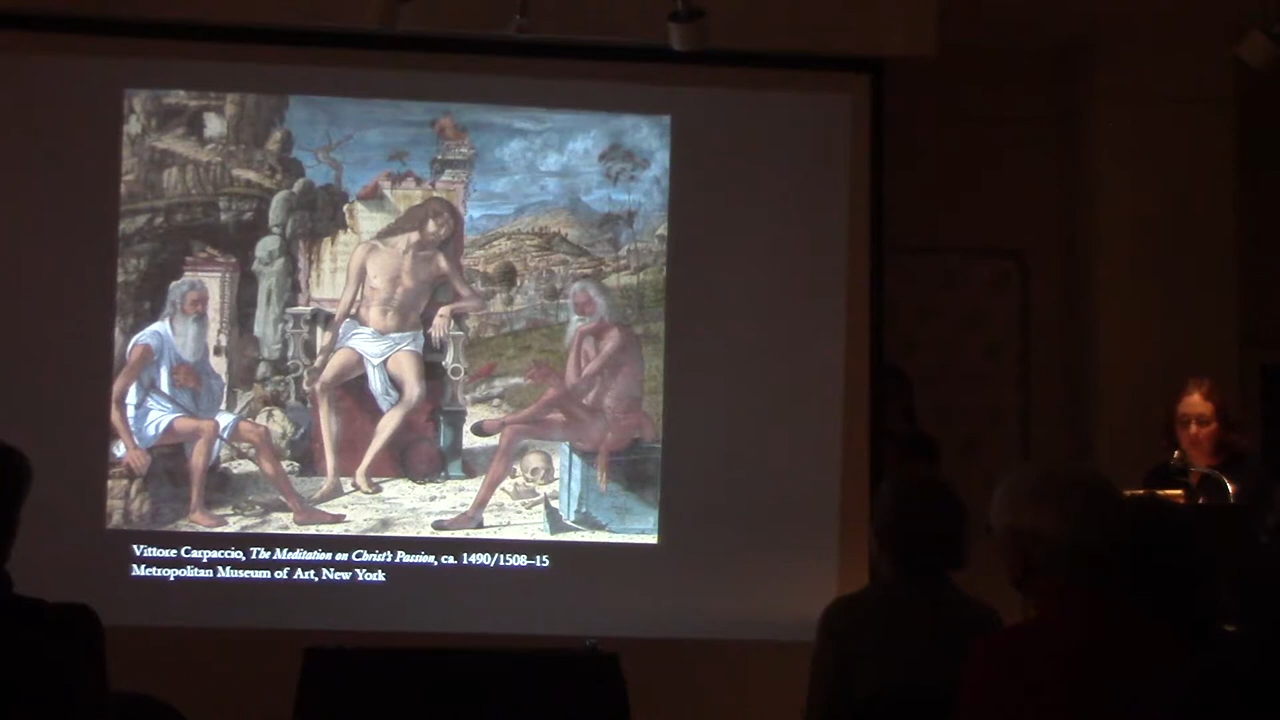 Vittore Carpaccio, The Meditation on Christ's Passion, ca. 1490/1508–15
Metropolitan Museum of Art, New York